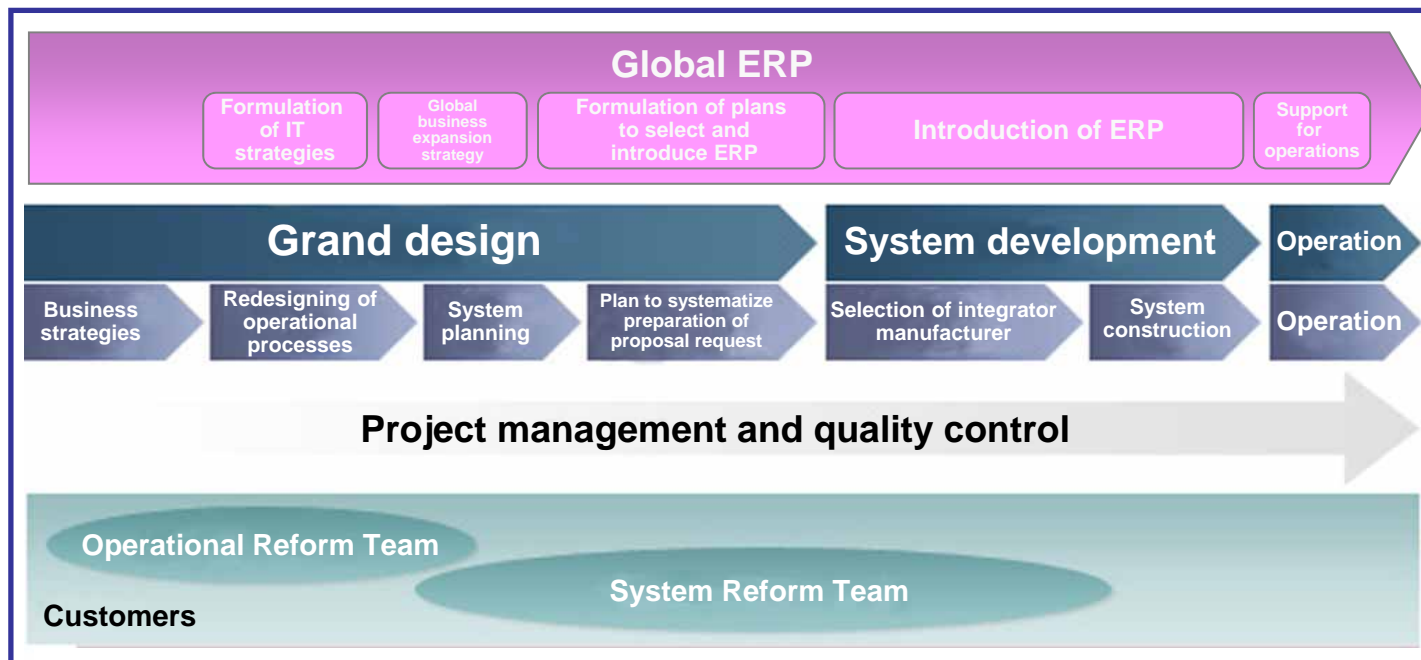 Global ERP
Formulation
of IT
strategies
Global
business
expansion
strategy
Formulation of plans
to select and
introduce ERP
Introduction of ERP
Support
for
operations
Grand design
System development
Operation
Business
strategies
Redesigning of
operational
processes
System
planning
Plan to systematize
preparation of
proposal request
Selection of integrator
manufacturer
System
construction
Operation
Project management and quality control
Operational Reform Team
System Reform Team
Customers